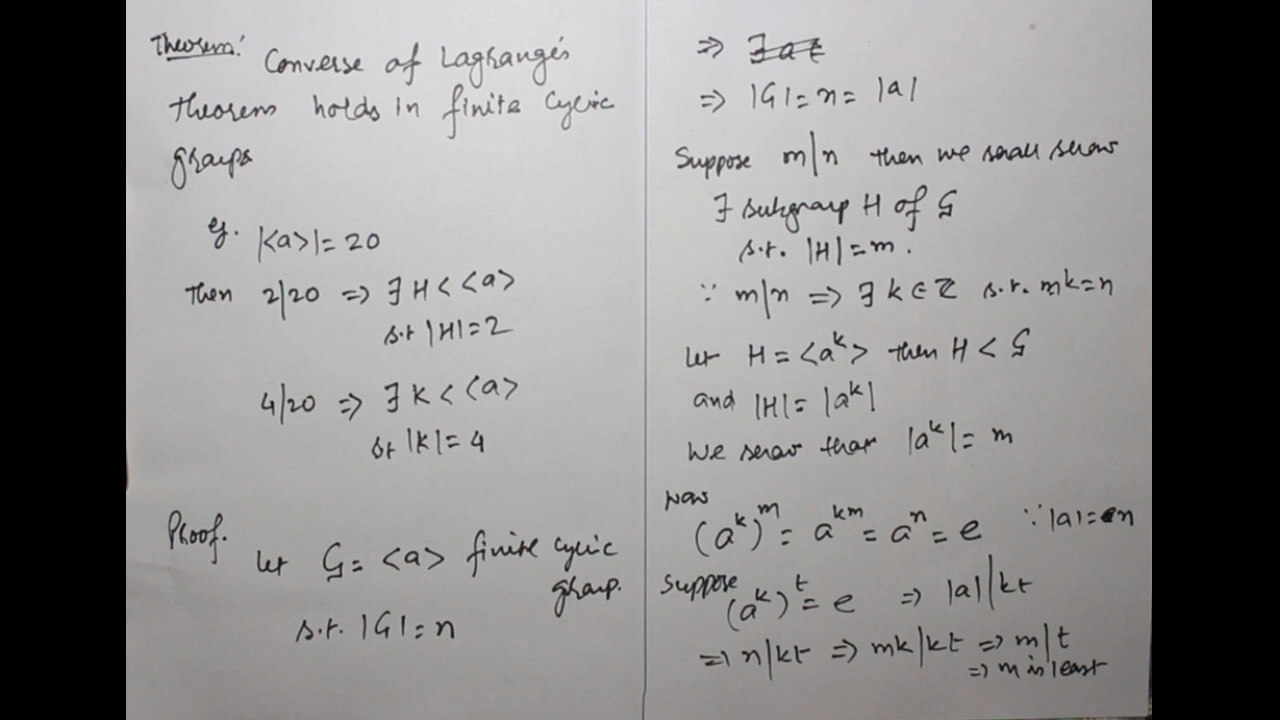 Theorem:
Converse of Lagrange's
theorem holds in finite cyclic
groups
eg. |<a>| = 20
Then 2|20 => ∃ H < <a>
s.t |H| = 2
4|20 => ∃ K < <a>
st |K| = 4
Proof.
Let G = <a> finite cyclic
group.
s.t. |G| = n
=> ∃ a t
=> |G| = n = |a|
Suppose m|n then we shall show
∃ subgroup H of G
s.t. |H| = m.
∵ m|n => ∃ k ∈ Z s.t. mk = n
Let H = <a^k> then H < G
and |H| = |a^k|
We show that |a^k| = m
Now
(a^k)^m = a^km = a^n = e ∵ |a| = n
Suppose
(a^k)^t = e => |a| | kt
=> n|kt => mk|kt => m|t
=> m is least